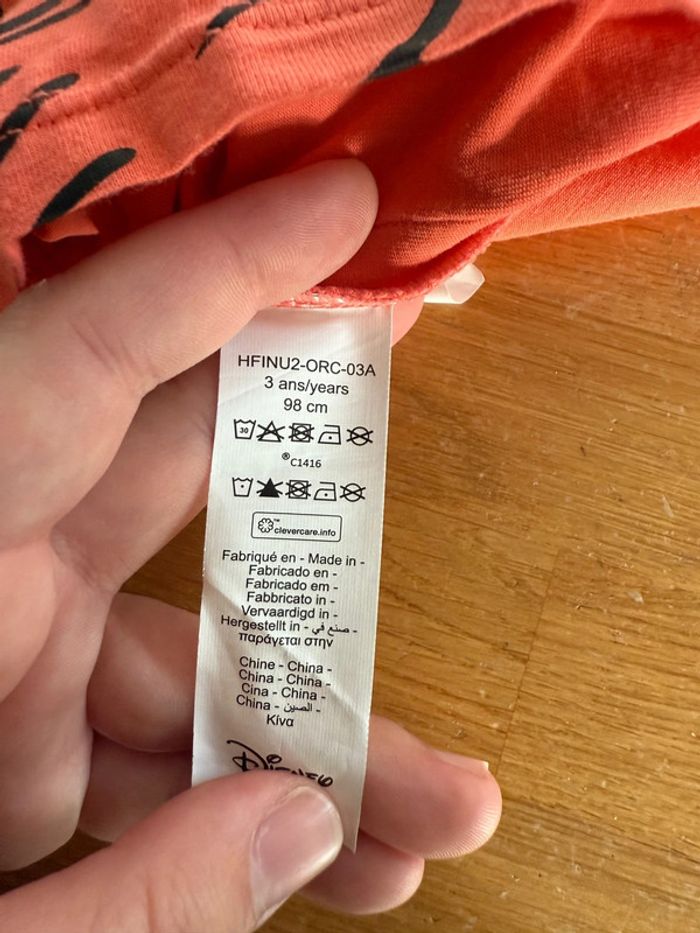 HFINU2-ORC-03A
3 ans/years
98 cm
30
®C1416
™
clevercare.info
Fabriqué en - Made in -
Fabricado en -
Fabricado em -
Fabbricato in -
Vervaardigd in -
Hergestellt in - صنع في -
παράγεται στην
Chine - China -
China - China -
Cina - China -
China - الصين -
Κίνα
Disney